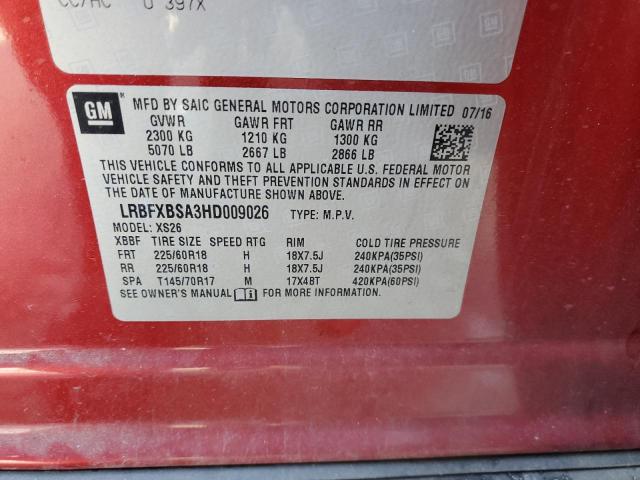 CC/HC U 397X
GM MFD BY SAIC GENERAL MOTORS CORPORATION LIMITED 07/16
GVWR GAWR FRT GAWR RR
2300 KG 1210 KG 1300 KG
5070 LB 2667 LB 2866 LB
THIS VEHICLE CONFORMS TO ALL APPLICABLE U.S. FEDERAL MOTOR
VEHICLE SAFETY AND THEFT PREVENTION STANDARDS IN EFFECT ON
THE DATE OF MANUFACTURE SHOWN ABOVE.
LRBFXBSA3HD009026 TYPE: M.P.V.
MODEL: XS26
XBBF TIRE SIZE SPEED RTG RIM COLD TIRE PRESSURE
FRT 225/60R18 H 18X7.5J 240KPA(35PSI)
RR 225/60R18 H 18X7.5J 240KPA(35PSI)
SPA T145/70R17 M 17X4BT 420KPA(60PSI)
SEE OWNER'S MANUAL FOR MORE INFORMATION